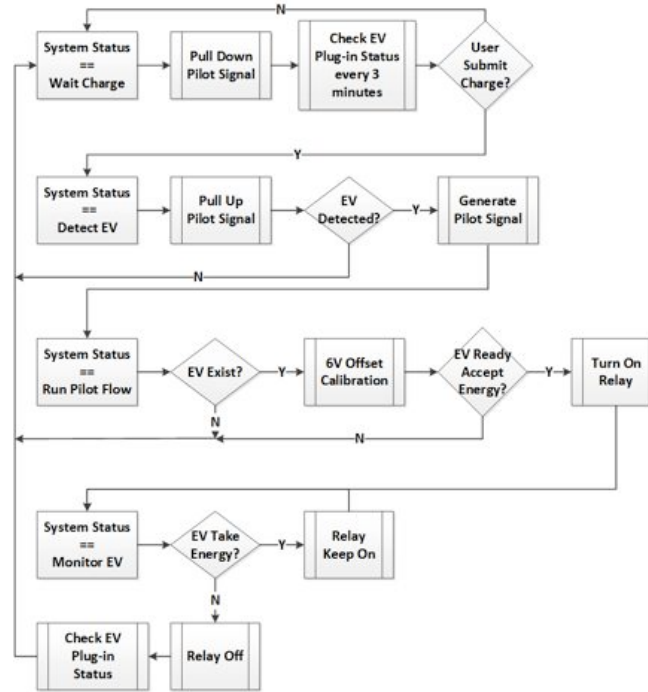 N
System Status
==
Wait Charge
Pull Down
Pilot Signal
Check EV
Plug-in Status
every 3
minutes
User
Submit
Charge?
Y
System Status
==
Detect EV
Pull Up
Pilot Signal
EV
Detected?
Y
Generate
Pilot Signal
N
System Status
==
Run Pilot Flow
EV Exist?
Y
6V Offset
Calibration
EV Ready
Accept
Energy?
Y
Turn On
Relay
N
N
System Status
==
Monitor EV
EV Take
Energy?
Y
Relay
Keep On
N
Check EV
Plug-in
Status
Relay Off